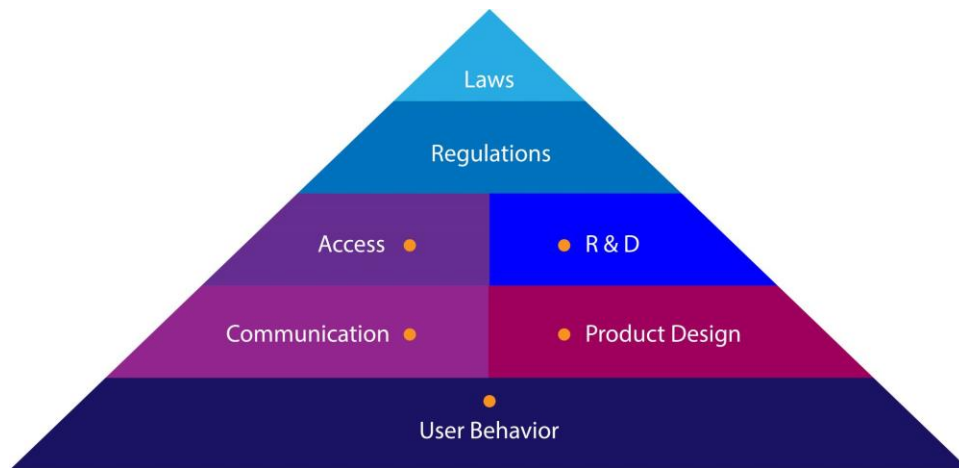 Laws
Regulations
Access
R & D
Communication
Product Design
User Behavior